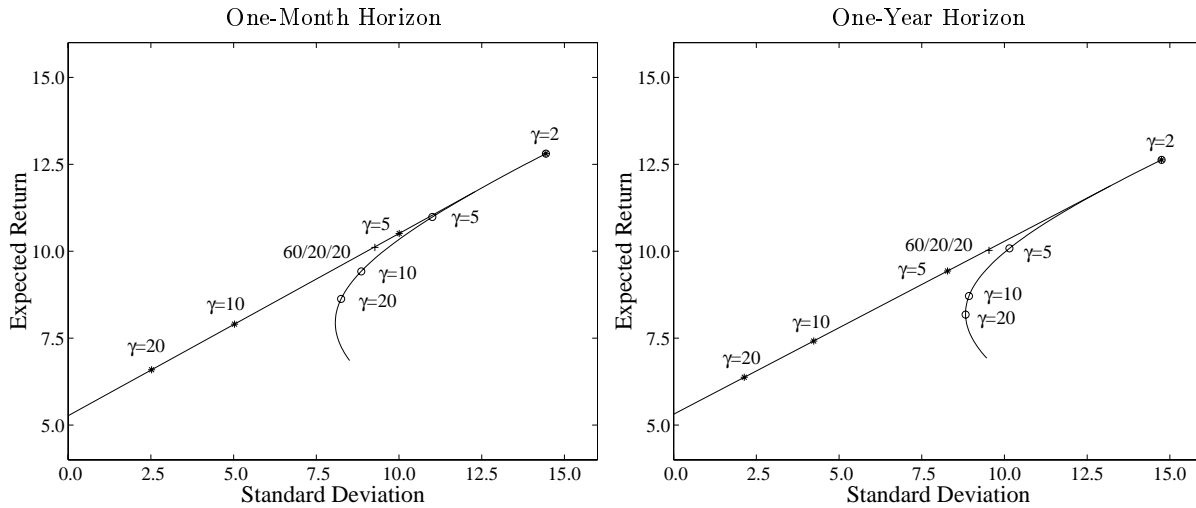 One-Month Horizon
Expected Return
15.0
12.5
10.0
7.5
5.0
γ=2
γ=5
γ=5
60/20/20
γ=10
γ=20
γ=10
γ=20
0.0 2.5 5.0 7.5 10.0 12.5 15.0
Standard Deviation
One-Year Horizon
Expected Return
15.0
12.5
10.0
7.5
5.0
γ=2
60/20/20
γ=5
γ=5
γ=10
γ=20
γ=10
γ=20
0.0 2.5 5.0 7.5 10.0 12.5 15.0
Standard Deviation